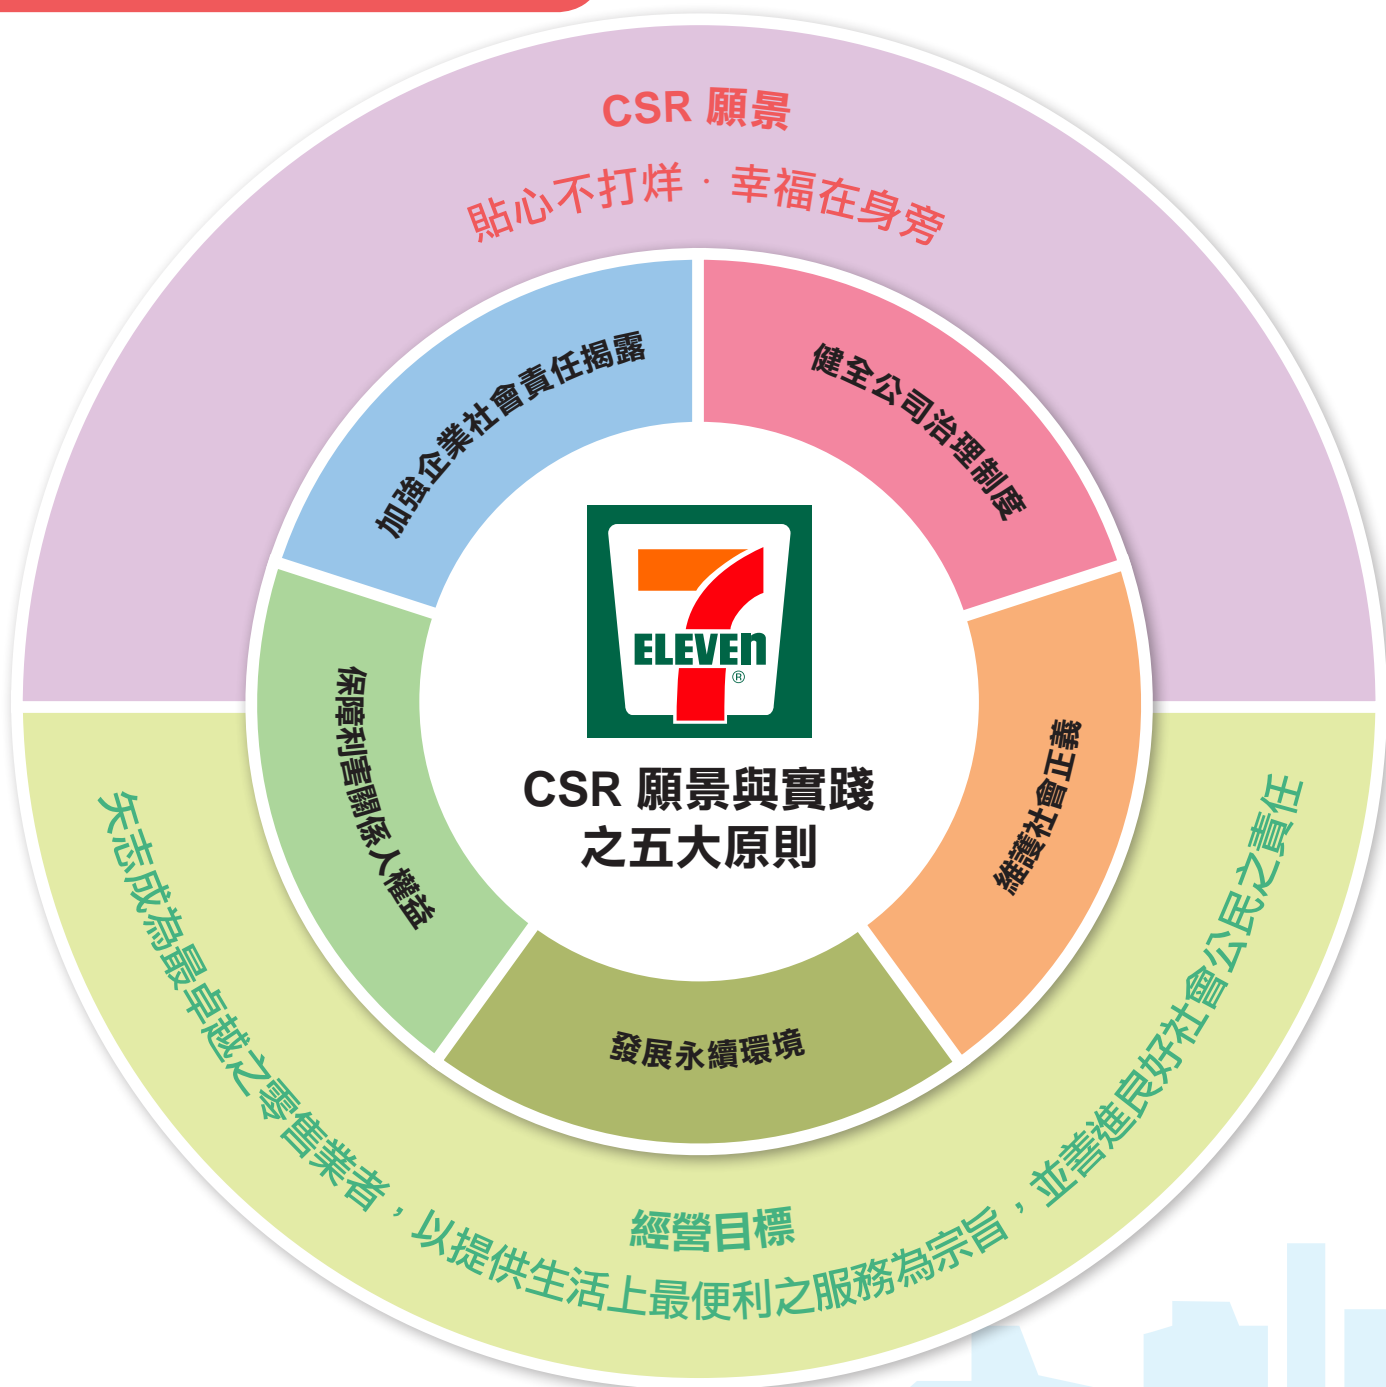 CSR 願景
貼心不打烊．幸福在身旁
加強企業社會責任揭露
健全公司治理制度
維護社會正義
發展永續環境
保障利害關係人權益
7
ELEVEn
®
CSR 願景與實踐
之五大原則
經營目標
矢志成為最卓越之零售業者，以提供生活上最便利之服務為宗旨，並善進良好社會公民之責任